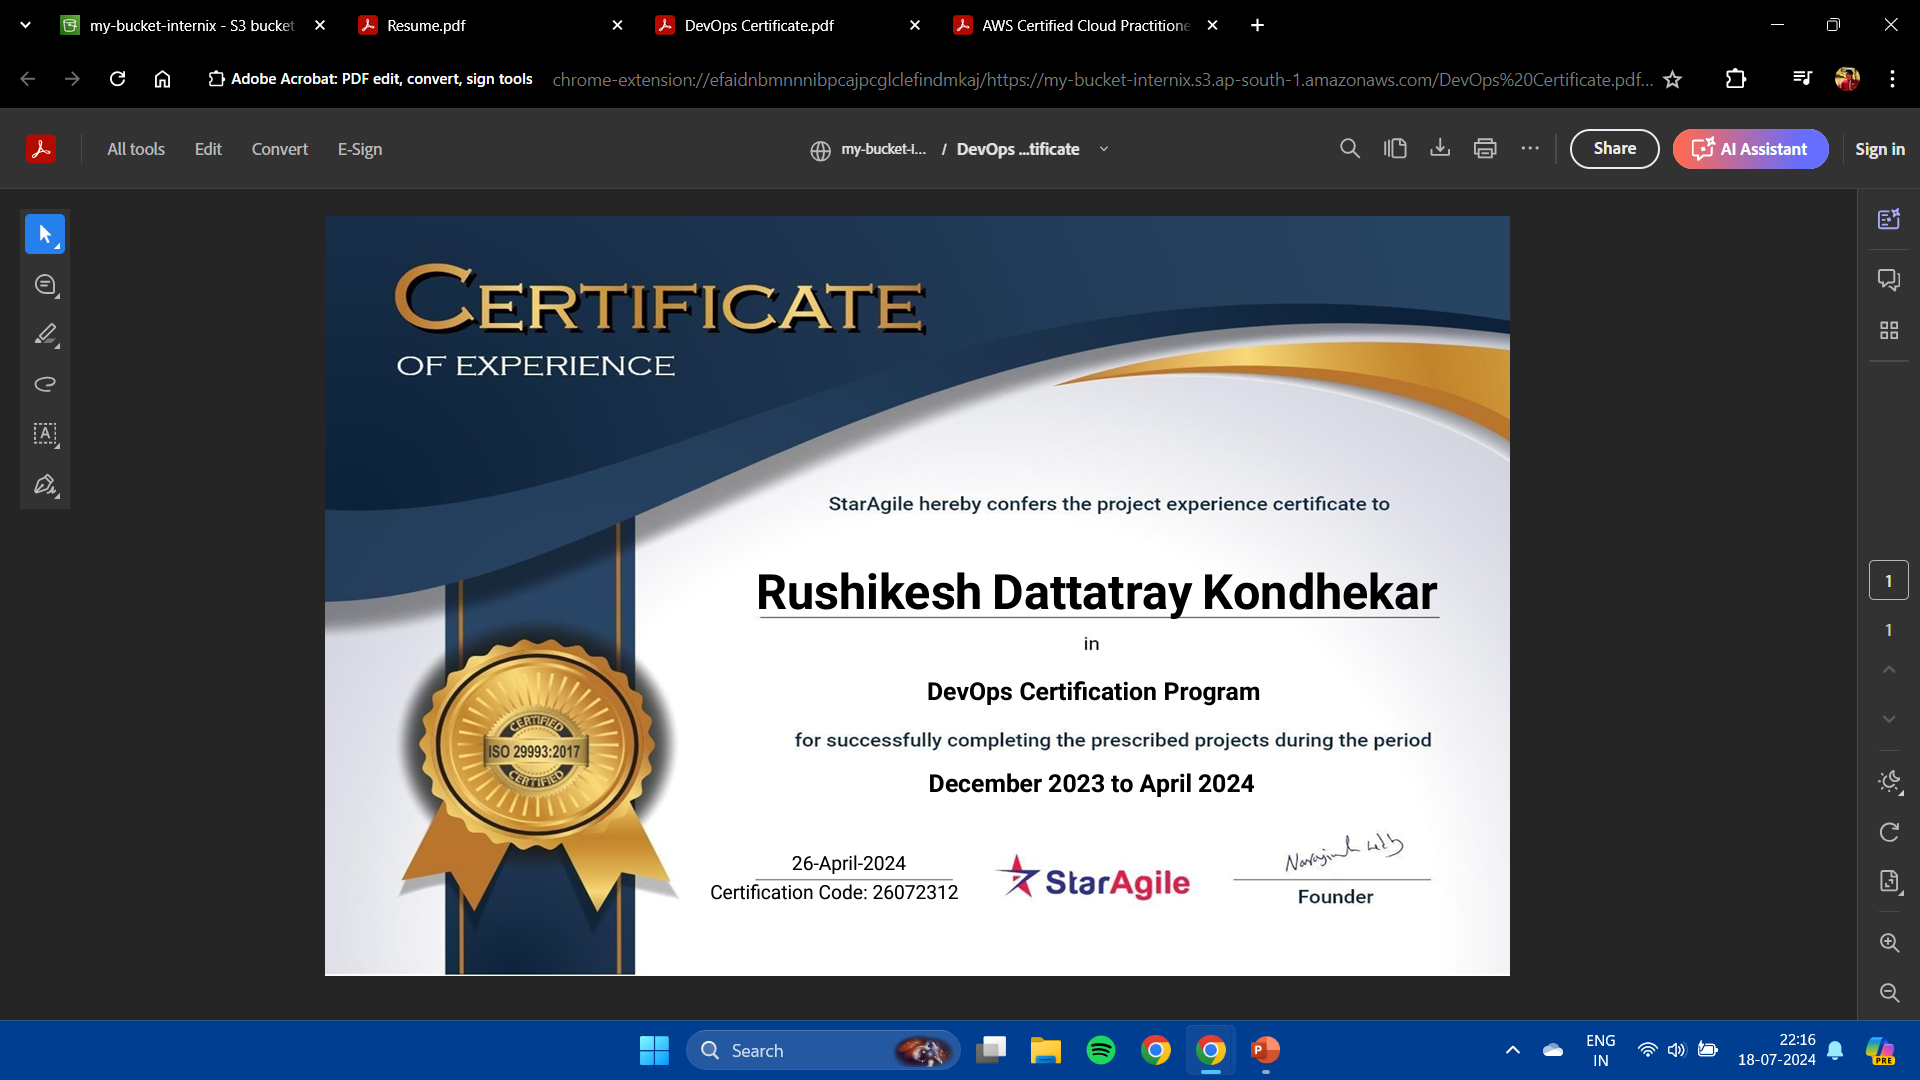 my-bucket-internix - S3 bucket
Resume.pdf
DevOps Certificate.pdf
AWS Certified Cloud Practitione
Adobe Acrobat: PDF edit, convert, sign tools
chrome-extension://efaidnbmnnnibpcajpcglclefindmkaj/https://my-bucket-internix.s3.ap-south-1.amazonaws.com/DevOps%20Certificate.pdf...
All tools
Edit
Convert
E-Sign
my-bucket-i... / DevOps ...tificate
Share
AI Assistant
Sign in
CERTIFICATE
OF EXPERIENCE
StarAgile hereby confers the project experience certificate to
Rushikesh Dattatray Kondhekar
in
DevOps Certification Program
for successfully completing the prescribed projects during the period
December 2023 to April 2024
CERTIFIED
ISO 29993:2017
CERTIFIED
26-April-2024
Certification Code: 26072312
StarAgile
Founder
1
1
Search
ENG
IN
22:16
18-07-2024
PRE